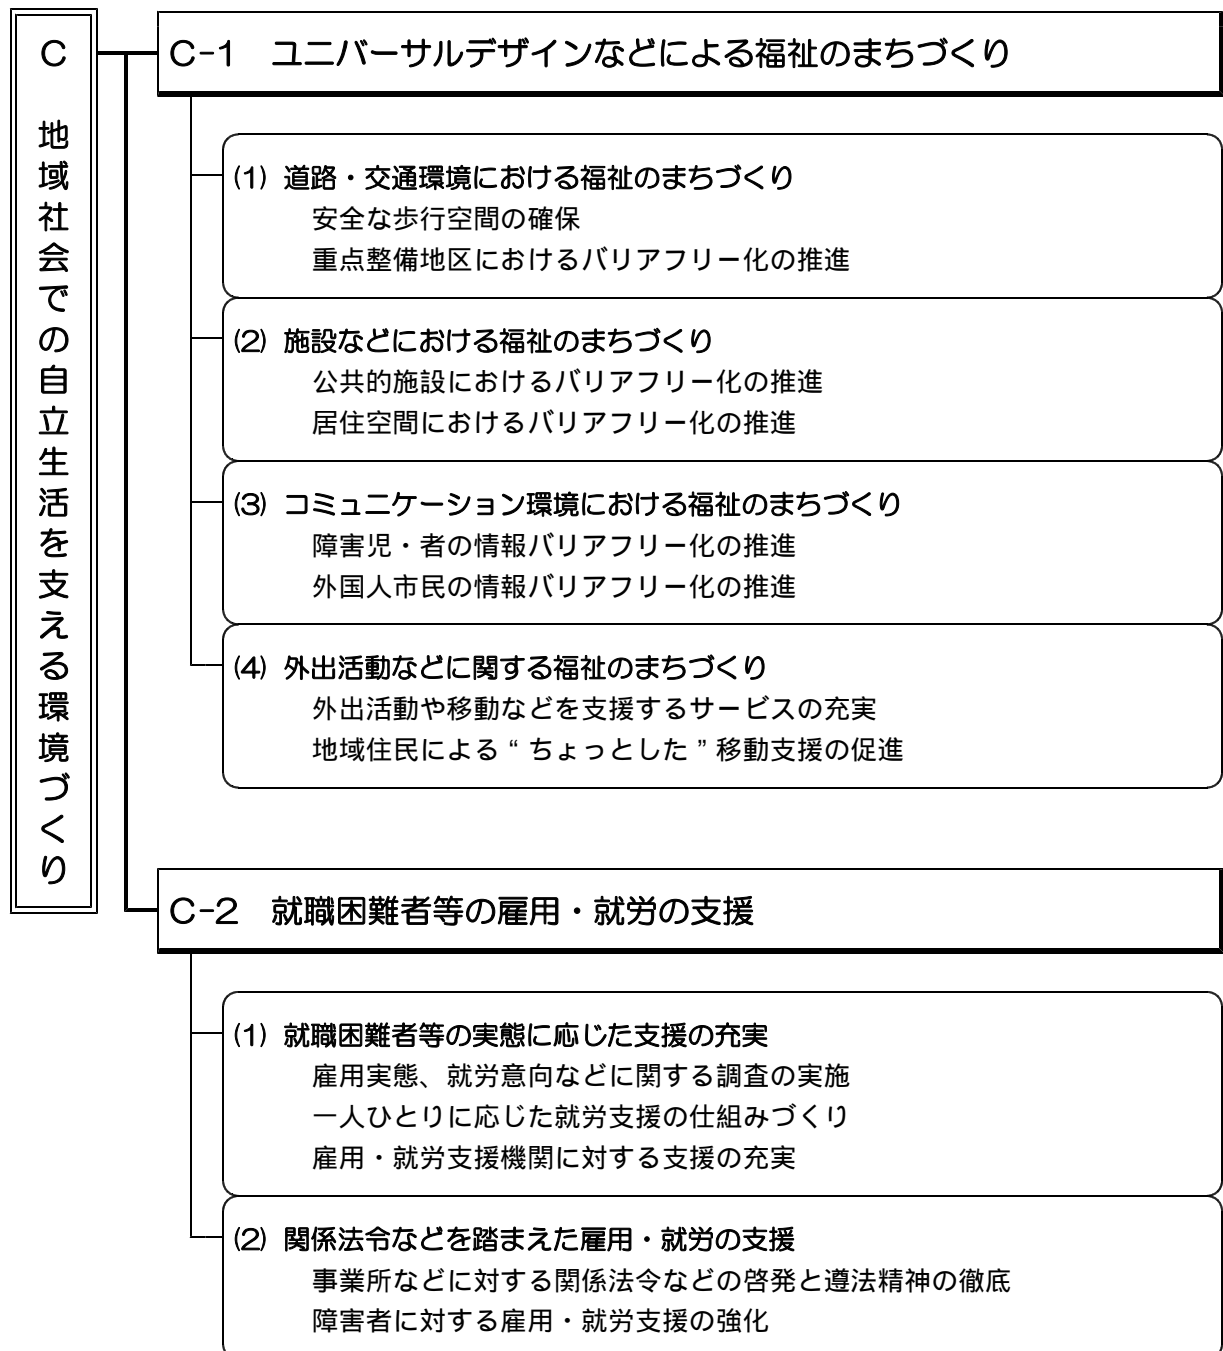 C 地域社会での自立生活を支える環境づくり
C-1 ユニバーサルデザインなどによる福祉のまちづくり
(1) 道路・交通環境における福祉のまちづくり
安全な歩行空間の確保
重点整備地区におけるバリアフリー化の推進
(2) 施設などにおける福祉のまちづくり
公共的施設におけるバリアフリー化の推進
居住空間におけるバリアフリー化の推進
(3) コミュニケーション環境における福祉のまちづくり
障害児・者の情報バリアフリー化の推進
外国人市民の情報バリアフリー化の推進
(4) 外出活動などに関する福祉のまちづくり
外出活動や移動などを支援するサービスの充実
地域住民による“ちょっとした”移動支援の促進
C-2 就職困難者等の雇用・就労の支援
(1) 就職困難者等の実態に応じた支援の充実
雇用実態、就労意向などに関する調査の実施
一人ひとりに応じた就労支援の仕組みづくり
雇用・就労支援機関に対する支援の充実
(2) 関係法令などを踏まえた雇用・就労の支援
事業所などに対する関係法令などの啓発と遵法精神の徹底
障害者に対する雇用・就労支援の強化